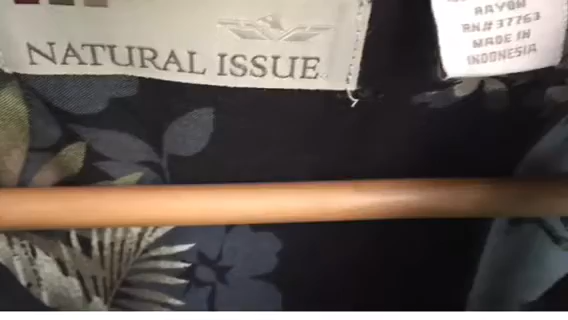 NATURAL ISSUE
RAYON
RN# 37763
MADE IN
INDONESIA